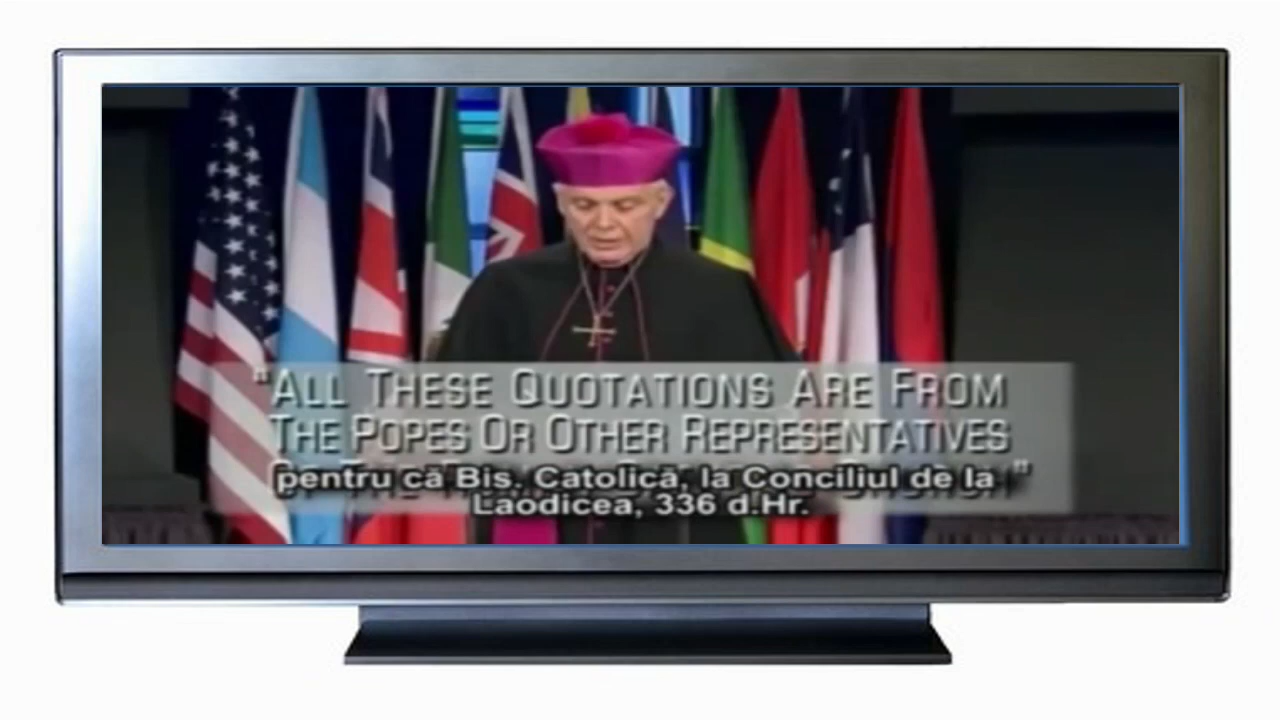 "ALL THESE QUOTATIONS ARE FROM
THE POPES OR OTHER REPRESENTATIVES
pentru că Bis. Catolică, la Conciliul de la
Laodicea, 336 d.Hr.